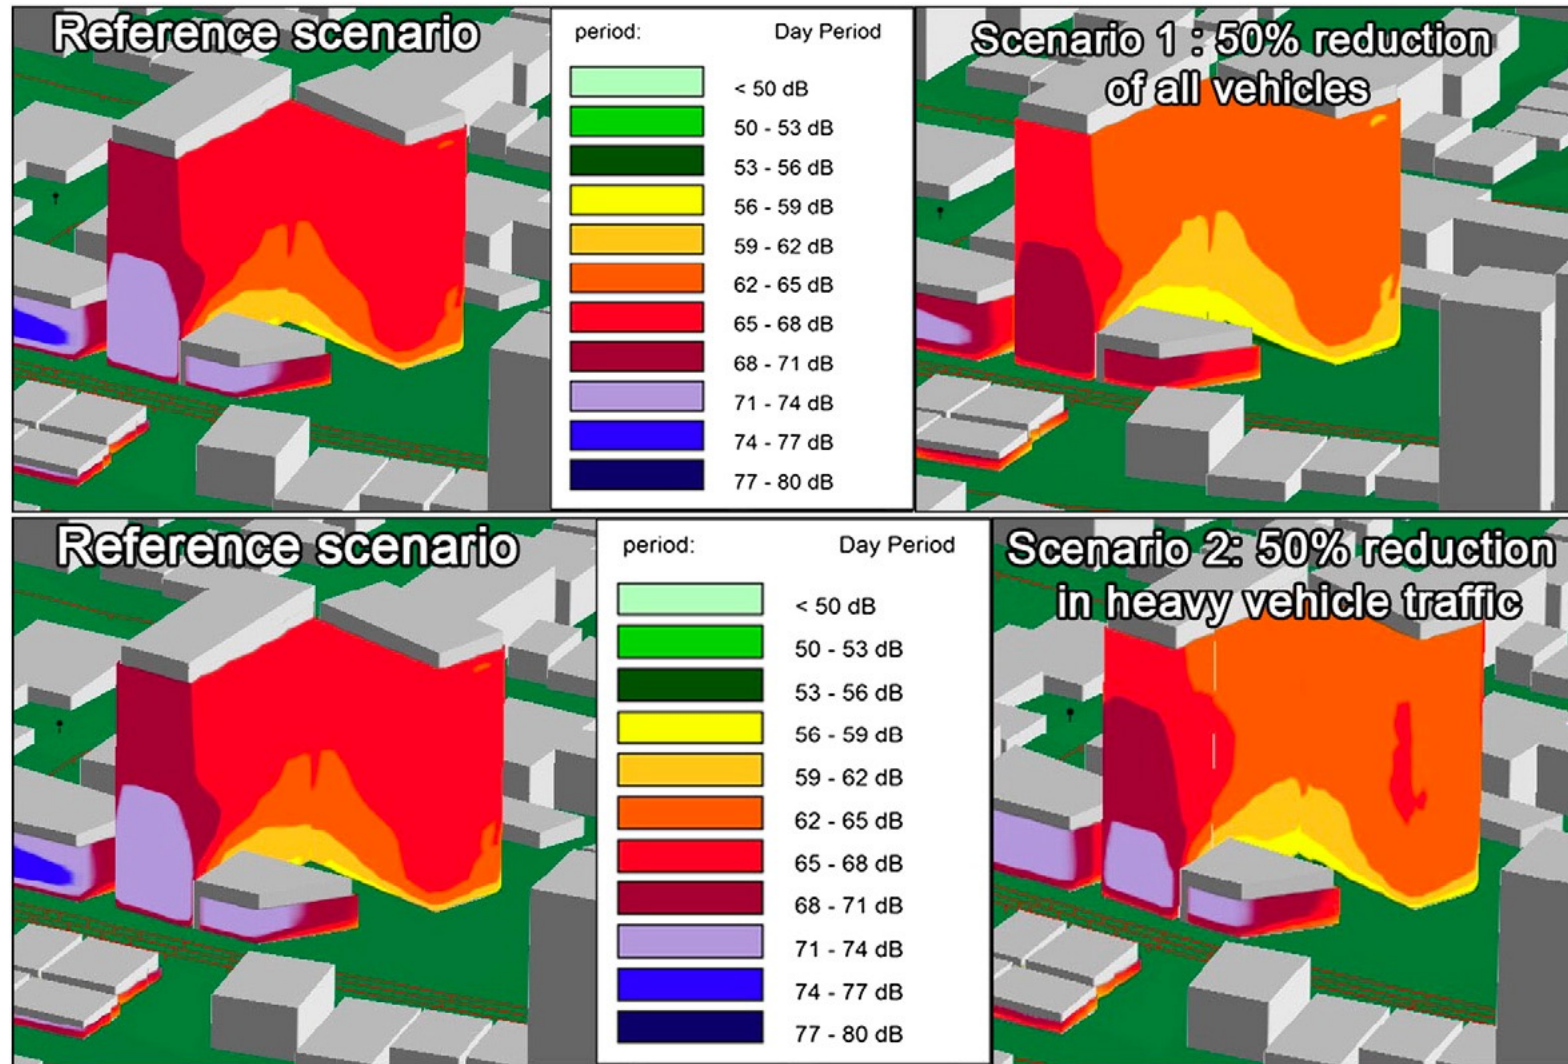 Reference scenario
period: Day Period
< 50 dB
50 - 53 dB
53 - 56 dB
56 - 59 dB
59 - 62 dB
62 - 65 dB
65 - 68 dB
68 - 71 dB
71 - 74 dB
74 - 77 dB
77 - 80 dB
Scenario 1 : 50% reduction
of all vehicles
Reference scenario
period: Day Period
< 50 dB
50 - 53 dB
53 - 56 dB
56 - 59 dB
59 - 62 dB
62 - 65 dB
65 - 68 dB
68 - 71 dB
71 - 74 dB
74 - 77 dB
77 - 80 dB
Scenario 2: 50% reduction
in heavy vehicle traffic